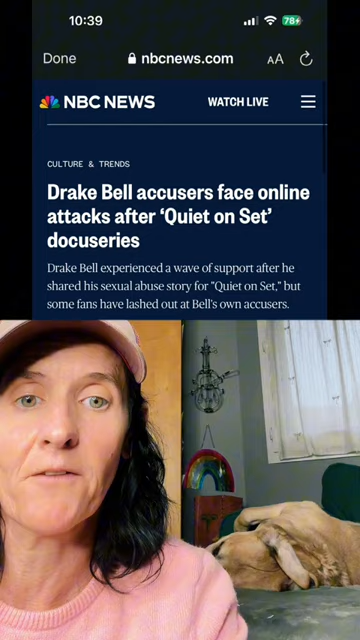 10:39
78
Done
nbcnews.com
AA
NBC NEWS
WATCH LIVE
CULTURE & TRENDS
Drake Bell accusers face online
attacks after ‘Quiet on Set’
docuseries
Drake Bell experienced a wave of support after he
shared his sexual abuse story for "Quiet on Set," but
some fans have lashed out at Bell's own accusers.